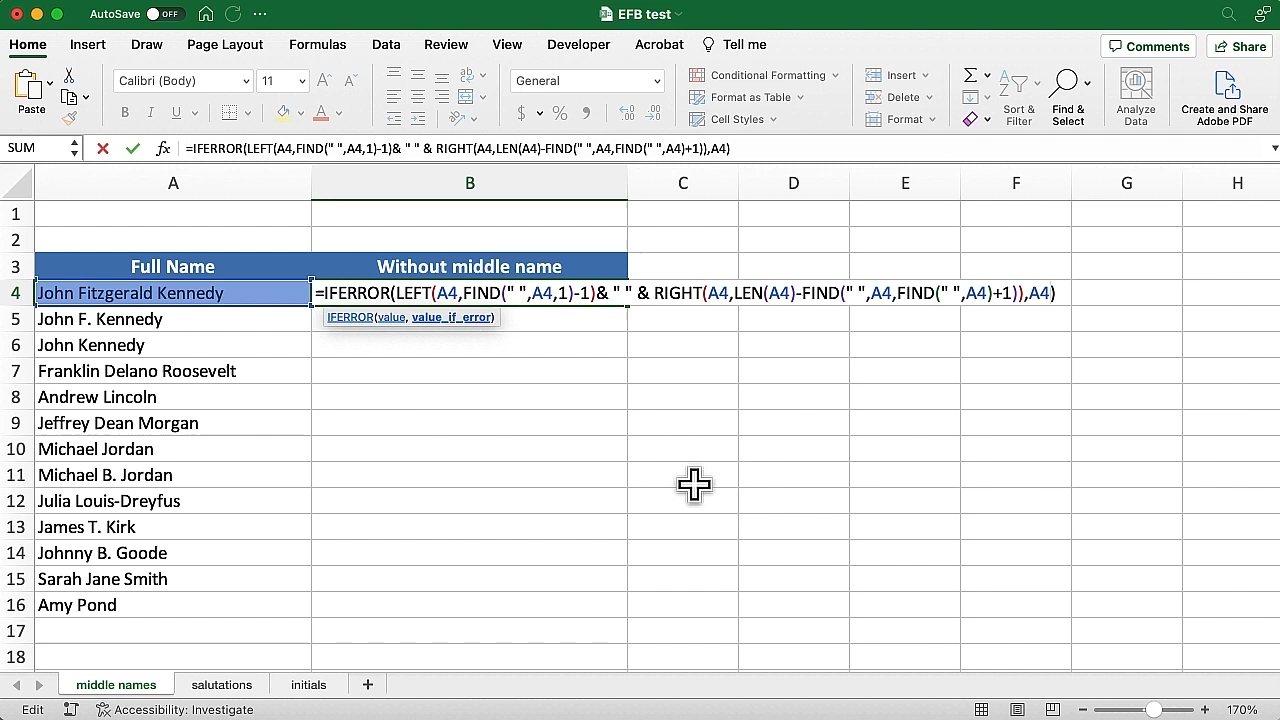 AutoSave OFF ... EFB test
Home Insert Draw Page Layout Formulas Data Review View Developer Acrobat Tell me Comments Share
Paste Calibri (Body) 11 A A B I U A ab General $ % Conditional Formatting Format as Table Cell Styles Insert Delete Format Sort & Filter Find & Select Analyze Data Create and Share Adobe PDF
SUM fx =IFERROR(LEFT(A4,FIND(" ",A4,1)-1)& " " & RIGHT(A4,LEN(A4)-FIND(" ",A4,FIND(" ",A4)+1)),A4)
A B C D E F G H
1
2
3 Full Name Without middle name
4 John Fitzgerald Kennedy =IFERROR(LEFT(A4,FIND(" ",A4,1)-1)& " " & RIGHT(A4,LEN(A4)-FIND(" ",A4,FIND(" ",A4)+1)),A4)
5 John F. Kennedy IFERROR(value, value_if_error)
6 John Kennedy
7 Franklin Delano Roosevelt
8 Andrew Lincoln
9 Jeffrey Dean Morgan
10 Michael Jordan
11 Michael B. Jordan
12 Julia Louis-Dreyfus
13 James T. Kirk
14 Johnny B. Goode
15 Sarah Jane Smith
16 Amy Pond
17
18
middle names salutations initials +
Edit Accessibility: Investigate 170%